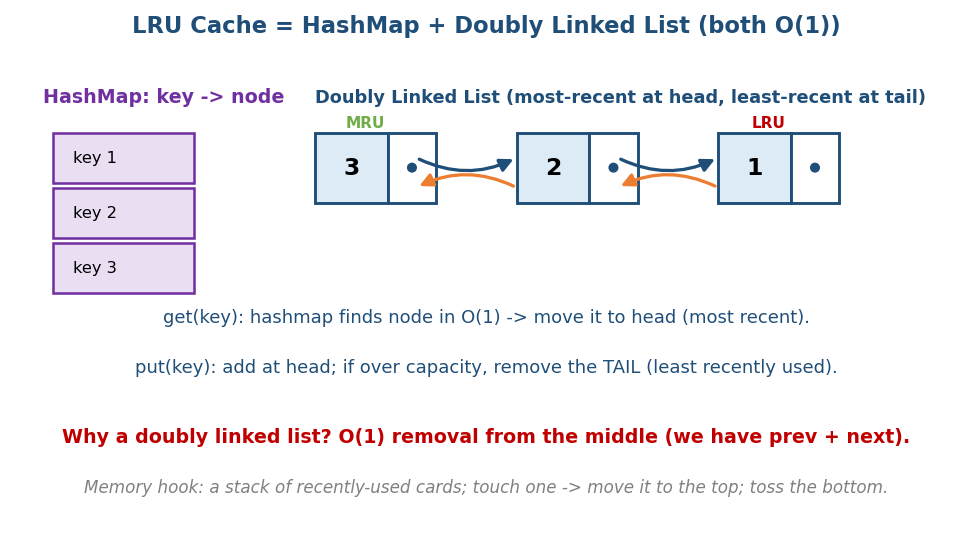 LRU Cache = HashMap + Doubly Linked List (both O(1))
HashMap: key -> node
Doubly Linked List (most-recent at head, least-recent at tail)
MRU
LRU
key 1
key 2
key 3
3
2
1
get(key): hashmap finds node in O(1) -> move it to head (most recent).
put(key): add at head; if over capacity, remove the TAIL (least recently used).
Why a doubly linked list? O(1) removal from the middle (we have prev + next).
Memory hook: a stack of recently-used cards; touch one -> move it to the top; toss the bottom.